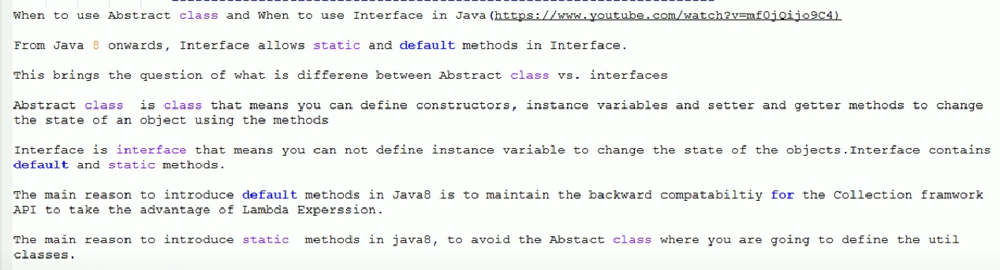 When to use Abstract class and When to use Interface in Java(https://www.youtube.com/watch?v=mf0jQijo9C4)
From Java 8 onwards, Interface allows static and default methods in Interface.
This brings the question of what is differene between Abstract class vs. interfaces
Abstract class  is class that means you can define constructors, instance variables and setter and getter methods to change
the state of an object using the methods
Interface is interface that means you can not define instance variable to change the state of the objects.Interface contains
default and static methods.
The main reason to introduce default methods in Java8 is to maintain the backward compatabiltiy for the Collection framwork
API to take the advantage of Lambda Experssion.
The main reason to introduce static  methods in java8, to avoid the Abstact class where you are going to define the util
classes.